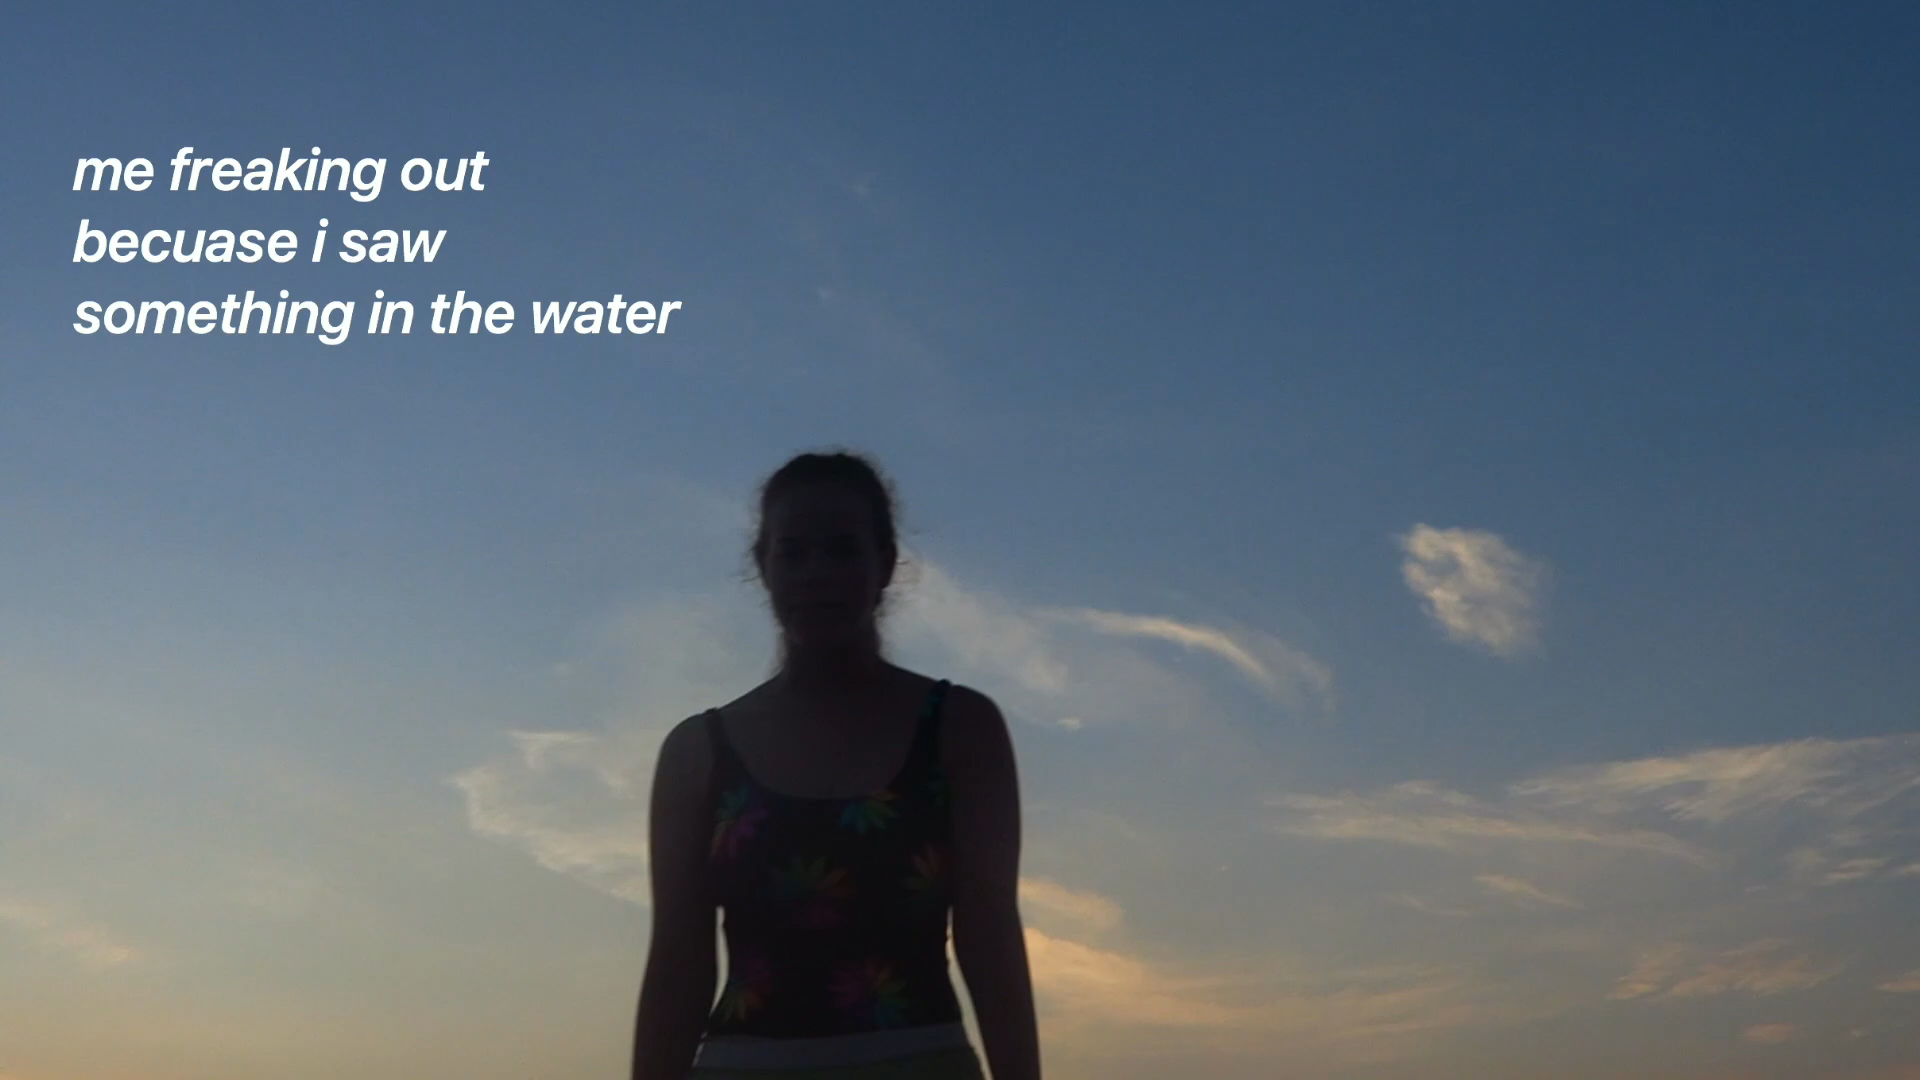 me freaking out
becuase i saw
something in the water